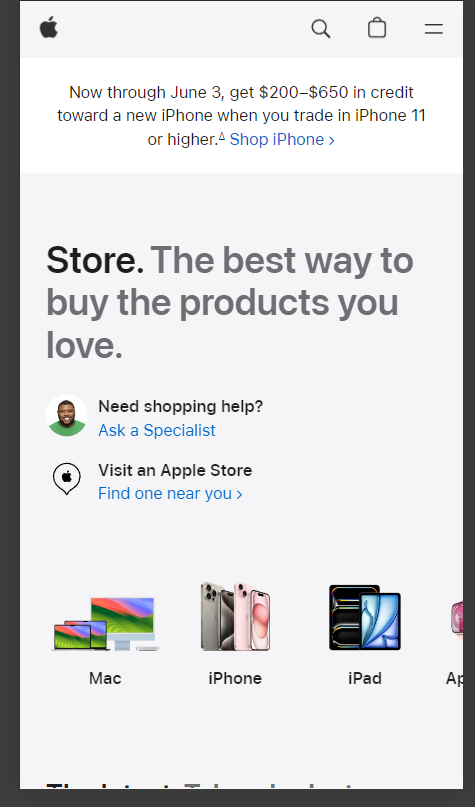 Now through June 3, get $200–$650 in credit
toward a new iPhone when you trade in iPhone 11
or higher.∆ Shop iPhone >
Store. The best way to
buy the products you
love.
Need shopping help?
Ask a Specialist
Visit an Apple Store
Find one near you >
Mac iPhone iPad Ap